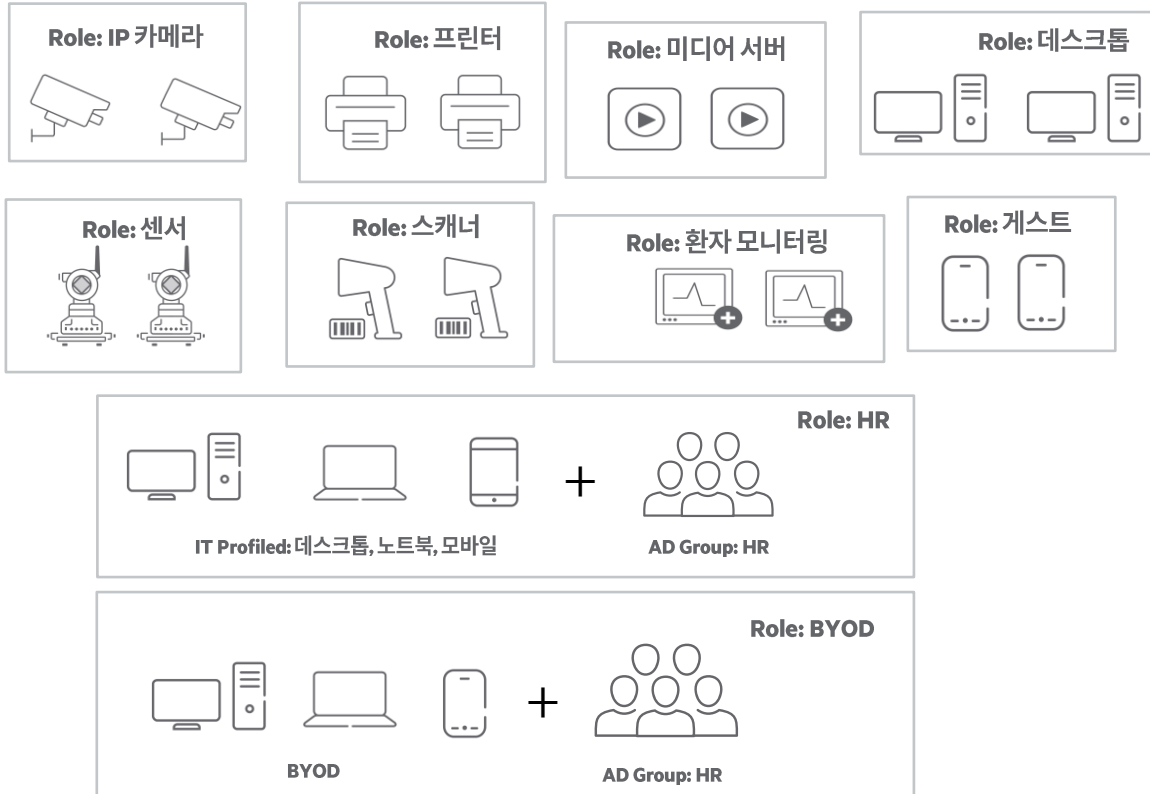 Role: IP 카메라
Role: 프린터
Role: 미디어 서버
Role: 데스크톱
Role: 센서
Role: 스캐너
Role: 환자 모니터링
Role: 게스트
Role: HR
IT Profiled: 데스크톱, 노트북, 모바일
AD Group: HR
Role: BYOD
BYOD
AD Group: HR